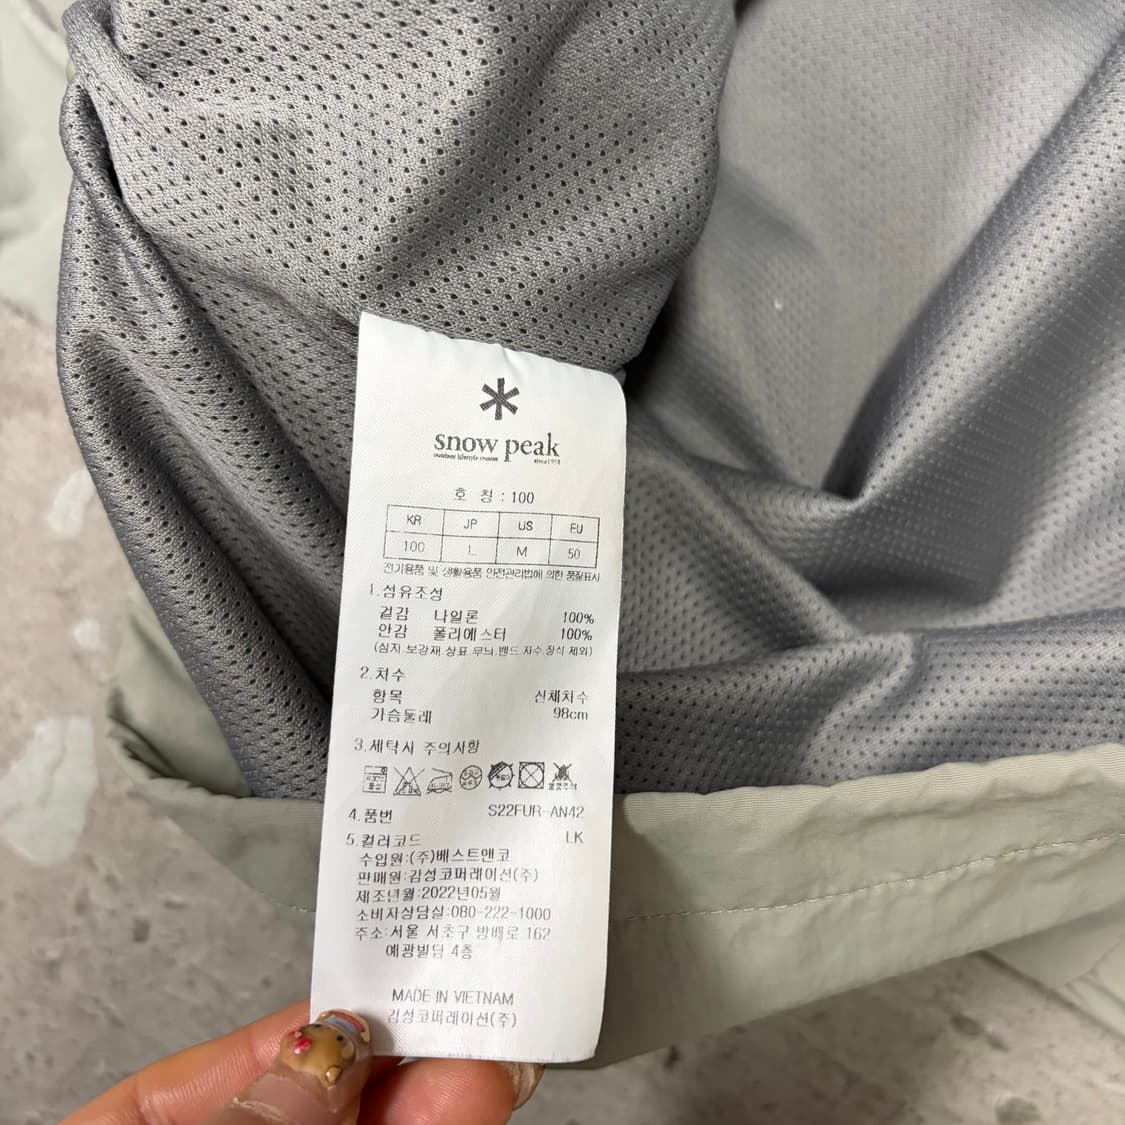 snow peak
outdoor lifestyle creator since1958
호 칭 : 100
KR JP US EU
100 L M 50
전기용품 및 생활용품 안전관리법에 의한 품질표시
1.섬유조성
겉감 나일론 100%
안감 폴리에스터 100%
(심지.보강재.상표.무늬.밴드.자수.장식 제외)
2.치수
항목 신체치수
가슴둘레 98cm
3.세탁시 주의사항
4.품번 S22FUR-AN42
5.컬러코드 LK
수입원:(주)배스트앤코
판매원:김성코퍼레이션(주)
제조년월:2022년05월
소비자상담실:080-222-1000
주소:서울 서초구 방배로 162
예광빌딩 4층
MADE IN VIETNAM
김성코퍼레이션(주)